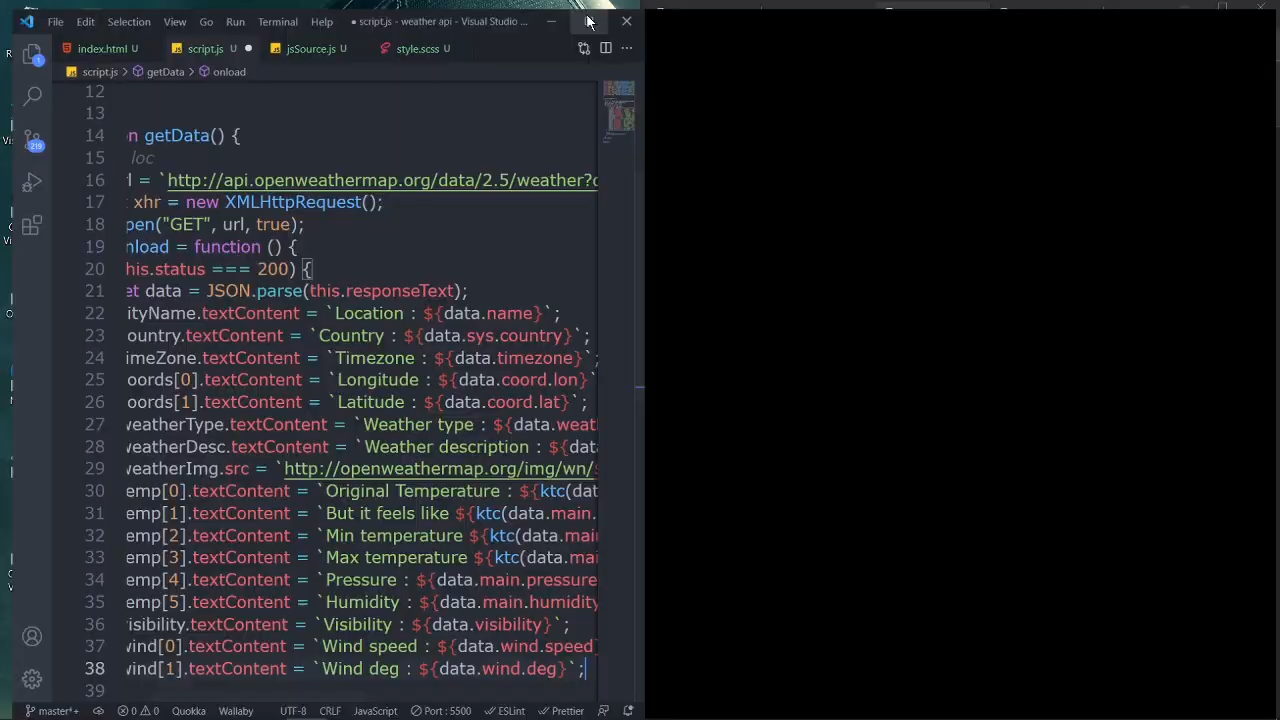 File Edit Selection View Go Run Terminal Help ● script.js - weather api - Visual Studio ...
index.html U script.js U ● jsSource.js U style.scss U ...
script.js > getData > onload
12
13
14 n getData() {
15 loc
16 l = `http://api.openweathermap.org/data/2.5/weather?
17 t xhr = new XMLHttpRequest();
18 pen("GET", url, true);
19 nload = function () {
20 his.status === 200) {
21 et data = JSON.parse(this.responseText);
22 ityName.textContent = `Location : ${data.name}`;
23 ountry.textContent = `Country : ${data.sys.country}`;
24 imeZone.textContent = `Timezone : ${data.timezone}`;
25 oords[0].textContent = `Longitude : ${data.coord.lon}`
26 oords[1].textContent = `Latitude : ${data.coord.lat}`;
27 weatherType.textContent = `Weather type : ${data.weat
28 weatherDesc.textContent = `Weather description : ${da
29 weatherImg.src = `http://openweathermap.org/img/wn/
30 emp[0].textContent = `Original Temperature : ${ktc(dat
31 emp[1].textContent = `But it feels like ${ktc(data.main.
32 emp[2].textContent = `Min temperature ${ktc(data.mai
33 emp[3].textContent = `Max temperature ${ktc(data.ma
34 emp[4].textContent = `Pressure : ${data.main.pressure
35 emp[5].textContent = `Humidity : ${data.main.humidity
36 isibility.textContent = `Visibility : ${data.visibility}`;
37 wind[0].textContent = `Wind speed : ${data.wind.speed}
38 wind[1].textContent = `Wind deg : ${data.wind.deg}`;
39
1
219
master*+ 0 0 Quokka Wallaby UTF-8 CRLF JavaScript Port : 5500 ESLint Prettier